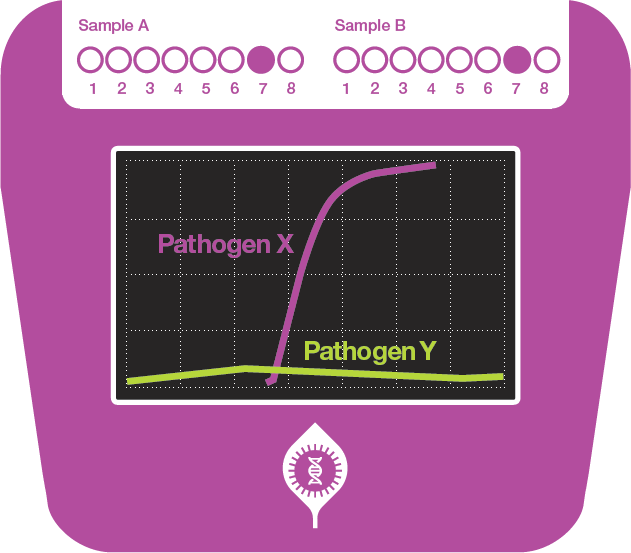 Sample A Sample B
1 2 3 4 5 6 7 8 1 2 3 4 5 6 7 8
Pathogen X
Pathogen Y